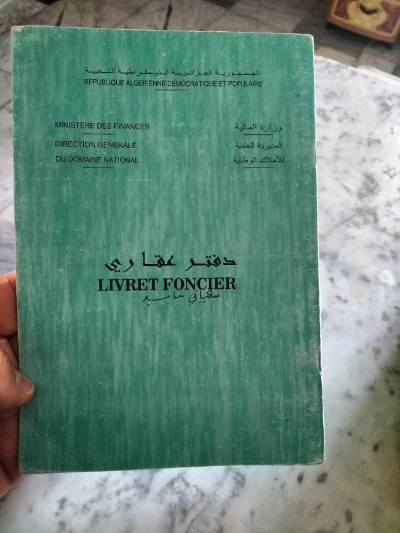 الجمهورية الجزائرية الديمقراطية الشعبية
REPUBLIQUE ALGERIENNE DEMOCRATIQUE ET POPULAIRE
MINISTERE DES FINANCES وزارة المالية
DIRECTION GENERALE المديرية العامة
DU DOMAINE NATIONAL للأملاك الوطنية
دفتر عقاري
LIVRET FONCIER